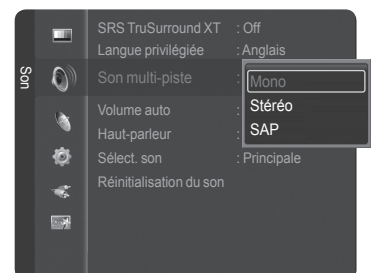 Son
SRS TruSurround XT : Off
Langue privilégiée : Anglais
Son multi-piste :
Mono
Stéréo
SAP
Volume auto :
Haut-parleur :
Sélect. son : Principale
Réinitialisation du son